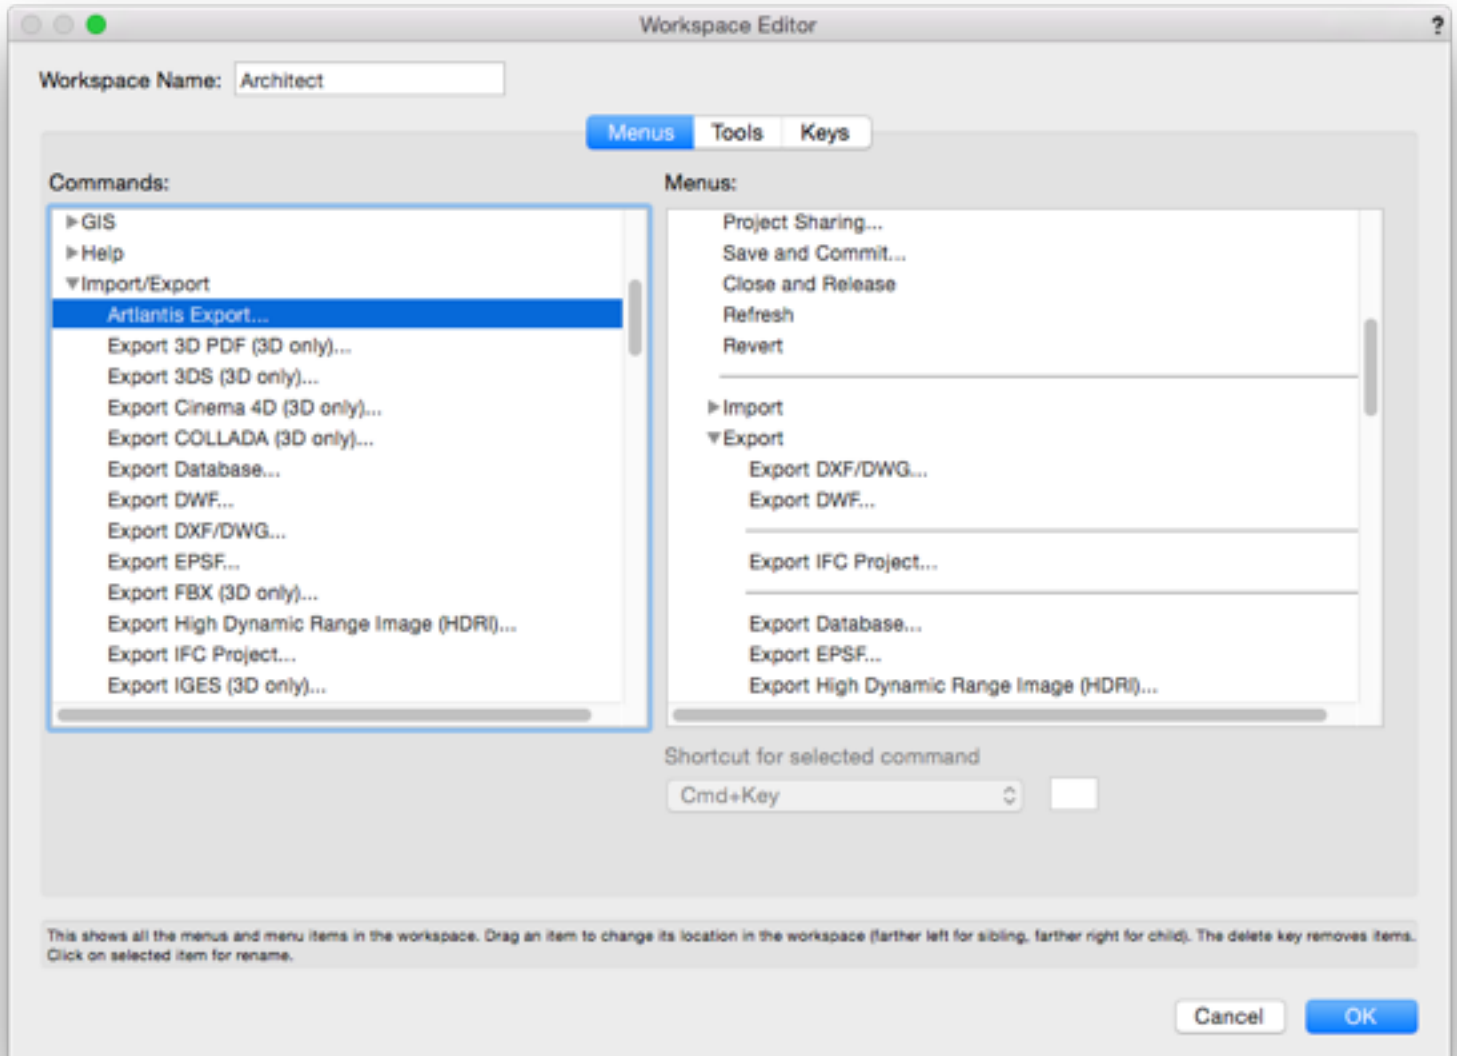 Workspace Editor
?
Workspace Name: Architect
Menus Tools Keys
Commands:
GIS
Help
Import/Export
Artlantis Export...
Export 3D PDF (3D only)...
Export 3DS (3D only)...
Export Cinema 4D (3D only)...
Export COLLADA (3D only)...
Export Database...
Export DWF...
Export DXF/DWG...
Export EPSF...
Export FBX (3D only)...
Export High Dynamic Range Image (HDRI)...
Export IFC Project...
Export IGES (3D only)...
Menus:
Project Sharing...
Save and Commit...
Close and Release
Refresh
Revert
Import
Export
Export DXF/DWG...
Export DWF...
Export IFC Project...
Export Database...
Export EPSF...
Export High Dynamic Range Image (HDRI)...
Shortcut for selected command
Cmd+Key
This shows all the menus and menu items in the workspace. Drag an item to change its location in the workspace (farther left for sibling, farther right for child). The delete key removes items.
Click on selected item for rename.
Cancel OK